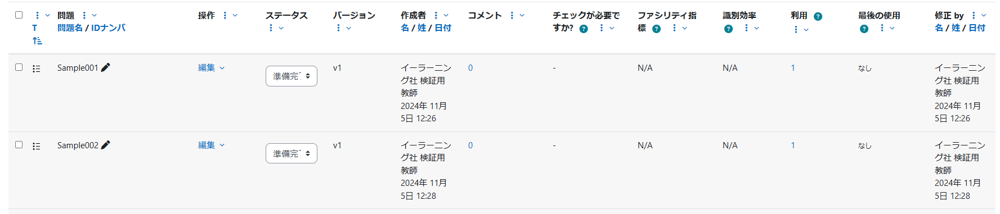 問題
操作
ステータス
バージョン
作成者
コメント
チェックが必要で
すか?
ファシリティ指
標
識別効率
利用
最後の使用
修正 by
T
問題名 / IDナンバ
名 / 姓 / 日付
名 / 姓 / 日付
Sample001
編集
準備完
v1
イーラーニン
グ社 検証用
教師
2024年 11月
5日 12:26
0
-
N/A
N/A
1
なし
イーラーニン
グ社 検証用
教師
2024年 11月
5日 12:26
Sample002
編集
準備完
v1
イーラーニン
グ社 検証用
教師
2024年 11月
5日 12:28
0
-
N/A
N/A
1
なし
イーラーニン
グ社 検証用
教師
2024年 11月
5日 12:28